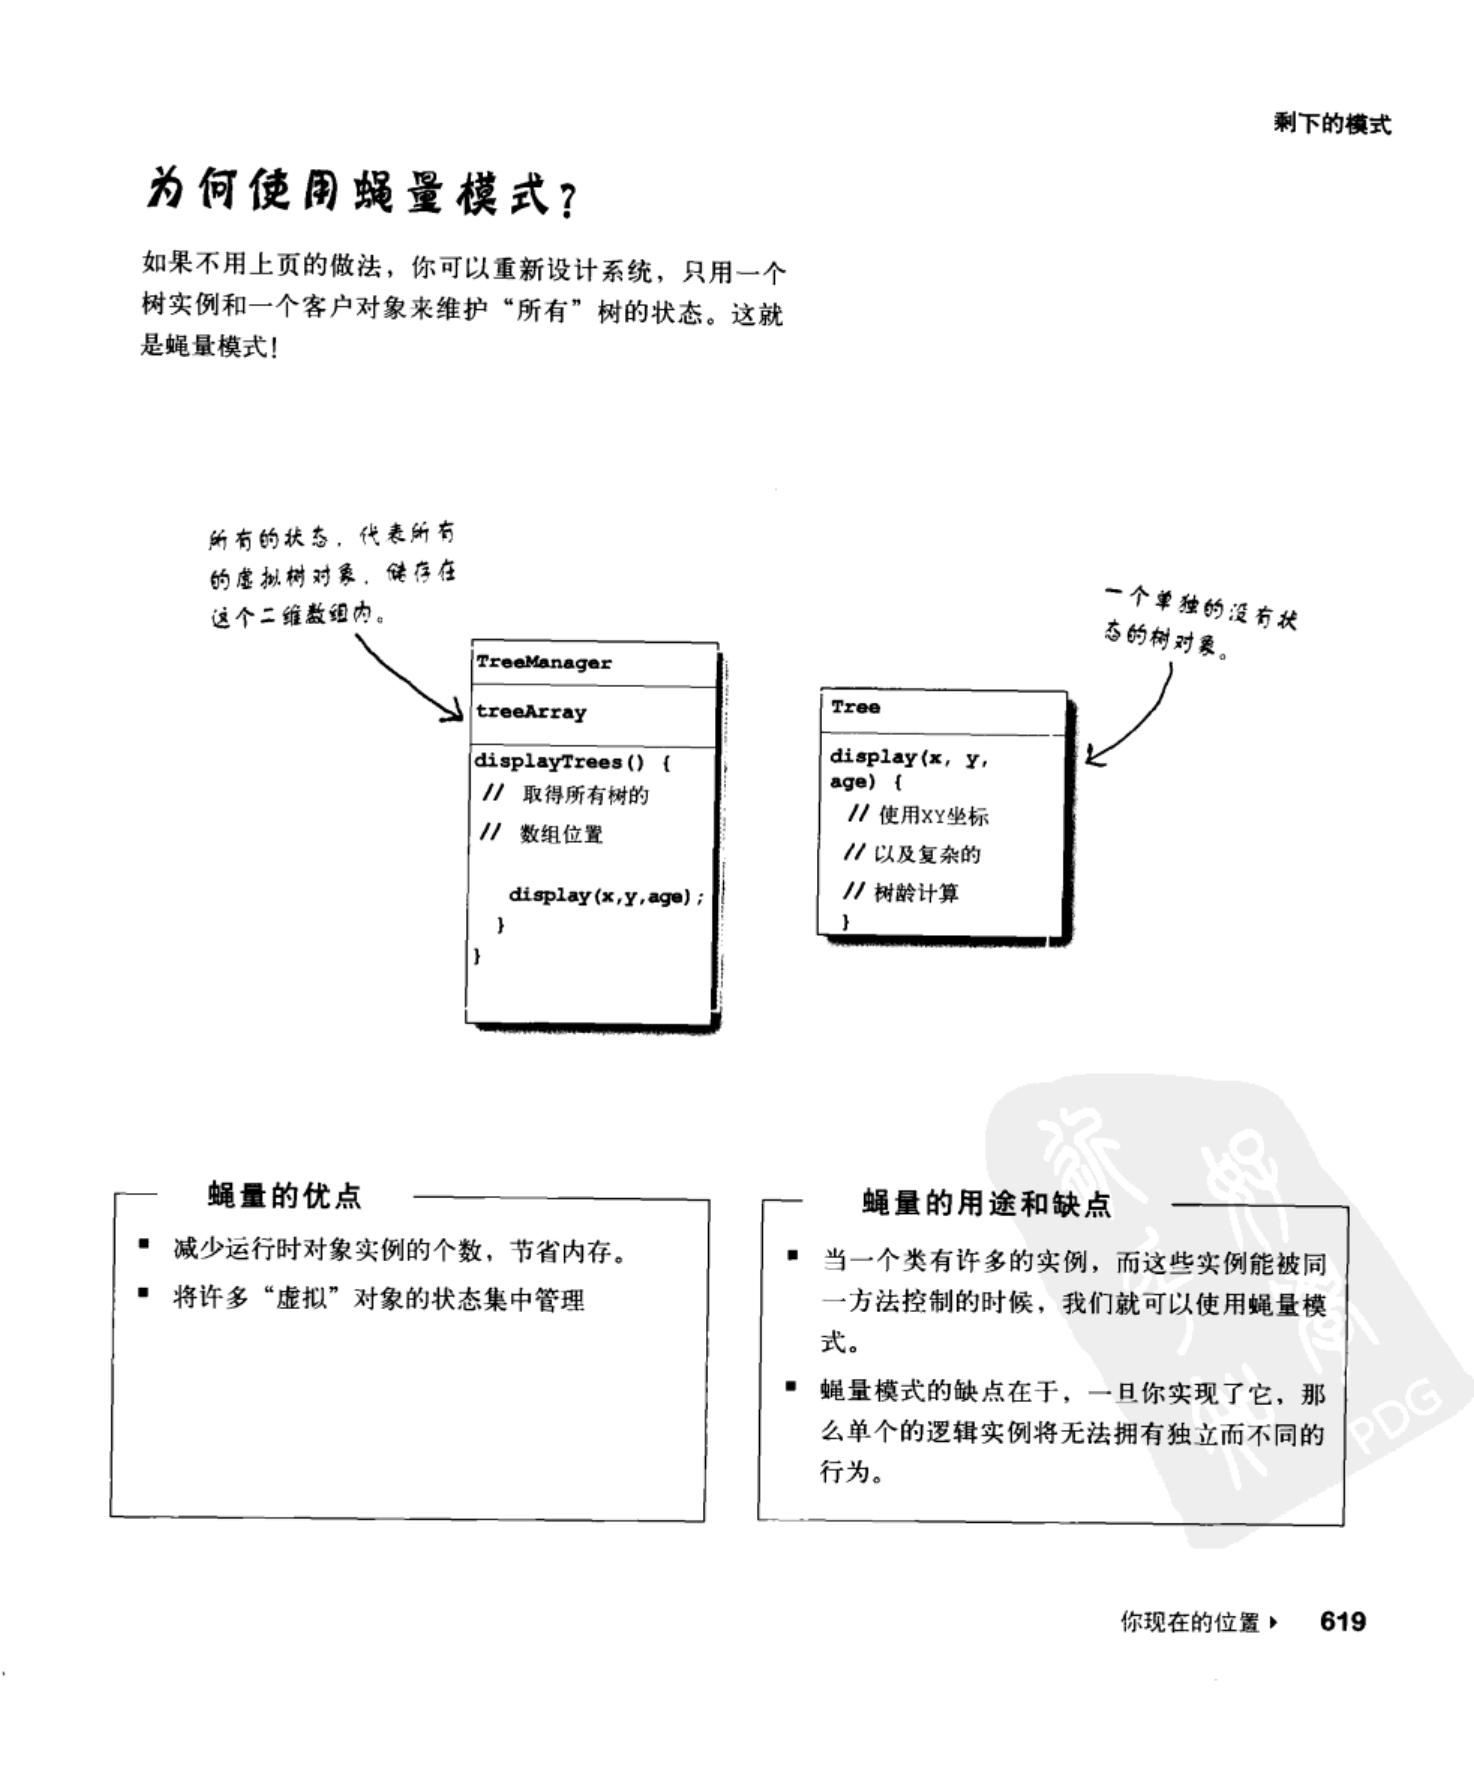 剩下的模式
为何使用蝇量模式?
如果不用上页的做法，你可以重新设计系统，只用一个
树实例和一个客户对象来维护“所有”树的状态。这就
是蝇量模式!
所有的状态，代表所有
的虚拟树对象，储存在
这个二维数组内。
一个单独的没有状
态的树对象。
TreeManager
treeArray
displayTrees() {
// 取得所有树的
// 数组位置
display(x,y,age);
}
}
Tree
display(x, y,
age) {
// 使用XY坐标
// 以及复杂的
// 树龄计算
}
蝇量的优点
■ 减少运行时对象实例的个数，节省内存。
■ 将许多“虚拟”对象的状态集中管理
蝇量的用途和缺点
■ 当一个类有许多的实例，而这些实例能被同
一方法控制的时候，我们就可以使用蝇量模
式。
■ 蝇量模式的缺点在于，一旦你实现了它，那
么单个的逻辑实例将无法拥有独立而不同的
行为。
PDG
你现在的位置 ▸ 619